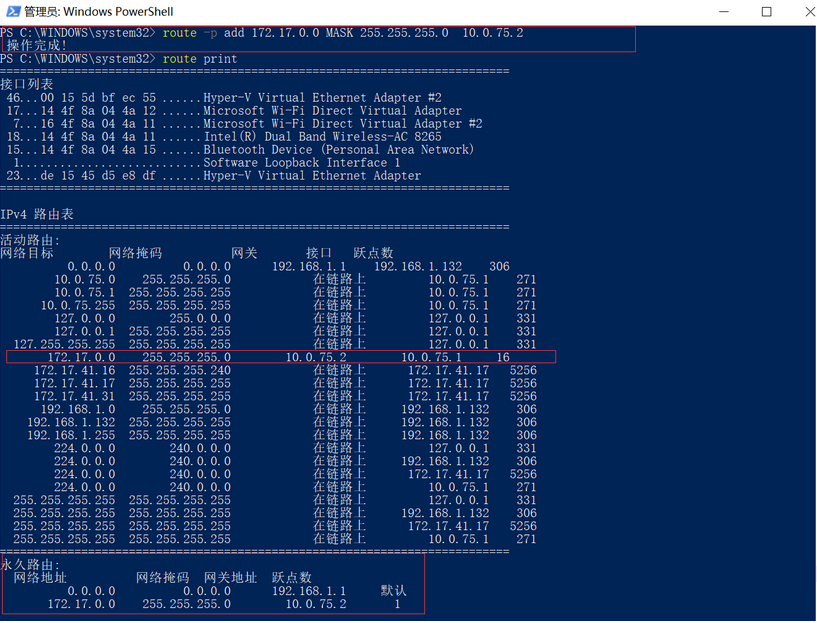 管理员: Windows PowerShell
PS C:\WINDOWS\system32> route -p add 172.17.0.0 MASK 255.255.255.0  10.0.75.2
操作完成!
PS C:\WINDOWS\system32> route print
===========================================================================
接口列表
46...00 15 5d bf ec 55 ......Hyper-V Virtual Ethernet Adapter #2
17...14 4f 8a 04 4a 12 ......Microsoft Wi-Fi Direct Virtual Adapter
7...16 4f 8a 04 4a 11 ......Microsoft Wi-Fi Direct Virtual Adapter #2
18...14 4f 8a 04 4a 11 ......Intel(R) Dual Band Wireless-AC 8265
15...14 4f 8a 04 4a 15 ......Bluetooth Device (Personal Area Network)
1...........................Software Loopback Interface 1
23...de 15 45 d5 e8 df ......Hyper-V Virtual Ethernet Adapter
===========================================================================
IPv4 路由表
===========================================================================
活动路由:
网络目标 网络掩码 网关 接口 跃点数
0.0.0.0 0.0.0.0 192.168.1.1 192.168.1.132 306
10.0.75.0 255.255.255.0 在链路上 10.0.75.1 271
10.0.75.1 255.255.255.255 在链路上 10.0.75.1 271
10.0.75.255 255.255.255.255 在链路上 10.0.75.1 271
127.0.0.0 255.0.0.0 在链路上 127.0.0.1 331
127.0.0.1 255.255.255.255 在链路上 127.0.0.1 331
127.255.255.255 255.255.255.255 在链路上 127.0.0.1 331
172.17.0.0 255.255.255.0 10.0.75.2 10.0.75.1 16
172.17.41.16 255.255.255.240 在链路上 172.17.41.17 5256
172.17.41.17 255.255.255.255 在链路上 172.17.41.17 5256
172.17.41.31 255.255.255.255 在链路上 172.17.41.17 5256
192.168.1.0 255.255.255.0 在链路上 192.168.1.132 306
192.168.1.132 255.255.255.255 在链路上 192.168.1.132 306
192.168.1.255 255.255.255.255 在链路上 192.168.1.132 306
224.0.0.0 240.0.0.0 在链路上 127.0.0.1 331
224.0.0.0 240.0.0.0 在链路上 192.168.1.132 306
224.0.0.0 240.0.0.0 在链路上 172.17.41.17 5256
224.0.0.0 240.0.0.0 在链路上 10.0.75.1 271
255.255.255.255 255.255.255.255 在链路上 127.0.0.1 331
255.255.255.255 255.255.255.255 在链路上 192.168.1.132 306
255.255.255.255 255.255.255.255 在链路上 172.17.41.17 5256
255.255.255.255 255.255.255.255 在链路上 10.0.75.1 271
===========================================================================
永久路由:
网络地址 网络掩码 网关地址 跃点数
0.0.0.0 0.0.0.0 192.168.1.1 默认
172.17.0.0 255.255.255.0 10.0.75.2 1